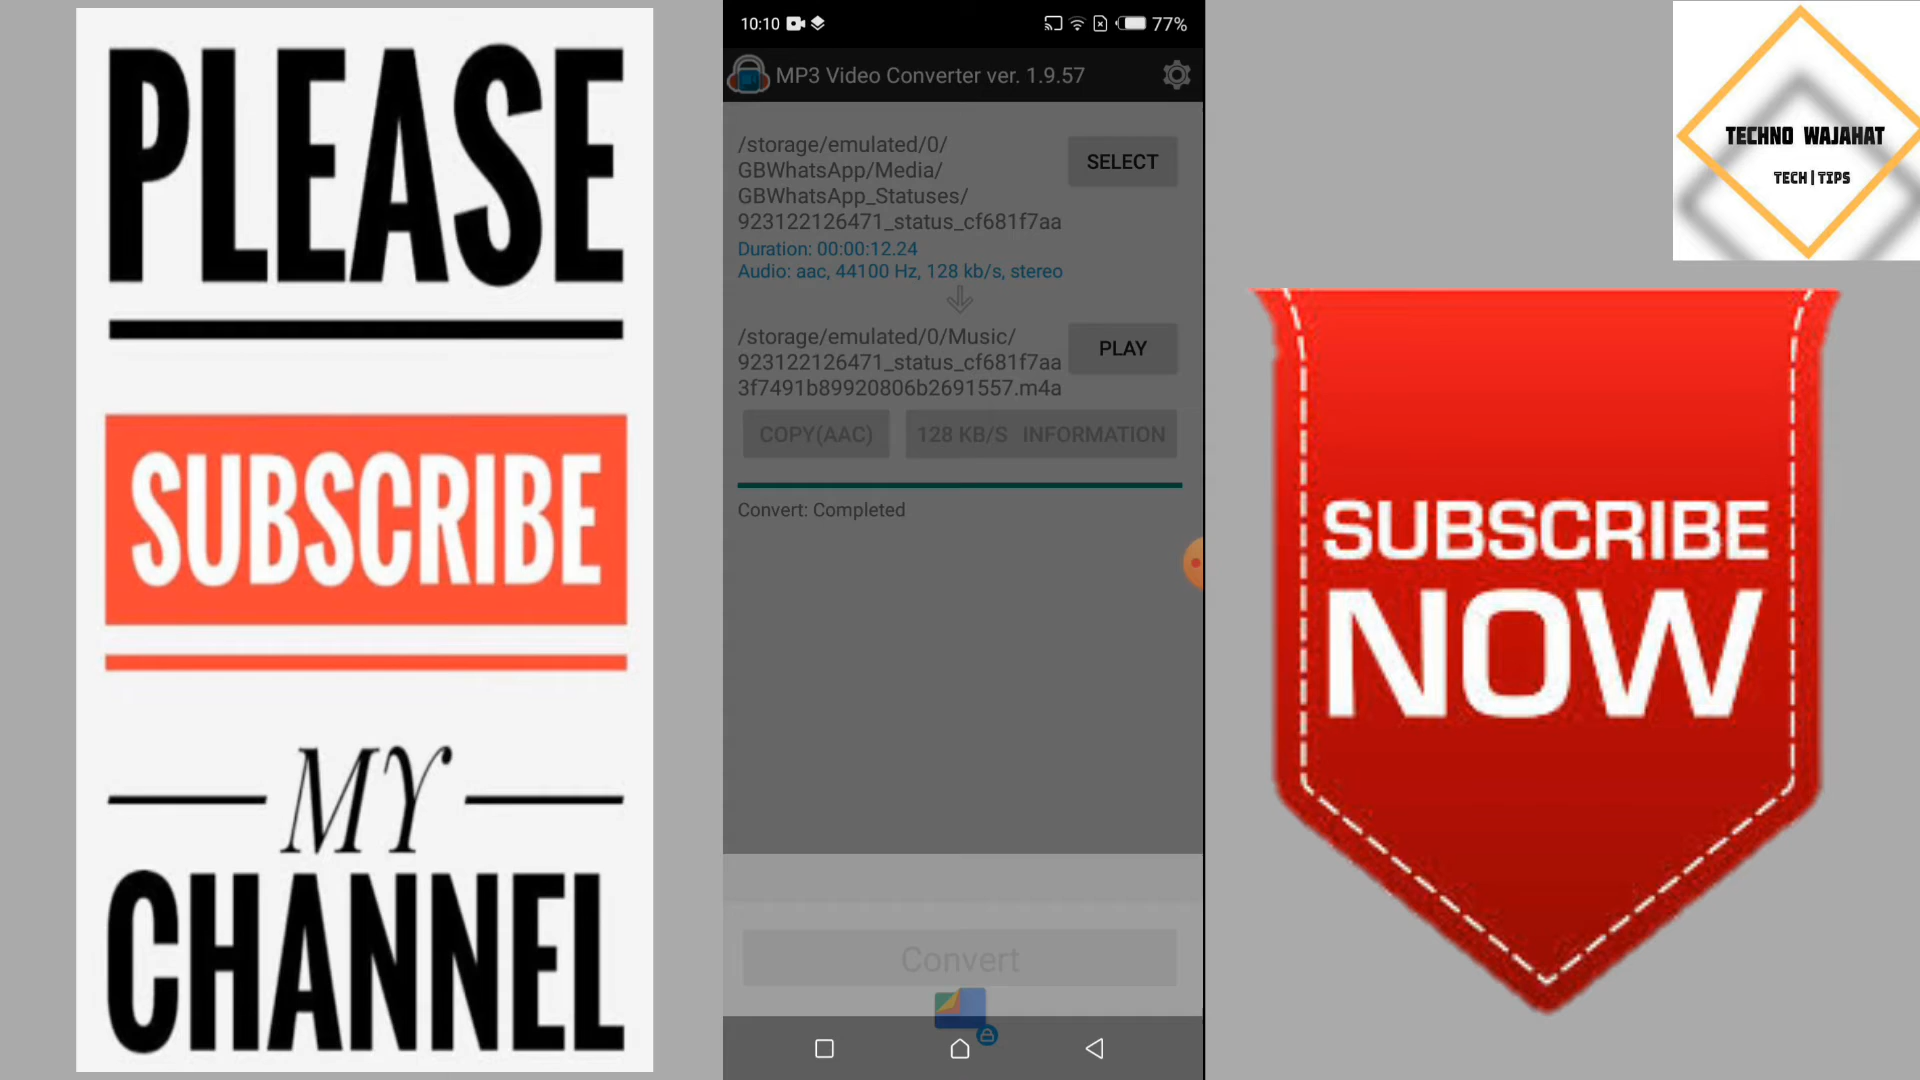 PLEASE
SUBSCRIBE
MY
CHANNEL
10:10
77%
MP3 Video Converter ver. 1.9.57
/storage/emulated/0/
GBWhatsApp/Media/
GBWhatsApp_Statuses/
923122126471_status_cf681f7aa
SELECT
Duration: 00:00:12.24
Audio: aac, 44100 Hz, 128 kb/s, stereo
/storage/emulated/0/Music/
923122126471_status_cf681f7aa
3f7491b89920806b2691557.m4a
PLAY
COPY(AAC)
128 KB/S INFORMATION
Convert: Completed
Convert
TECHNO WAJAHAT
TECH|TIPS
SUBSCRIBE
NOW